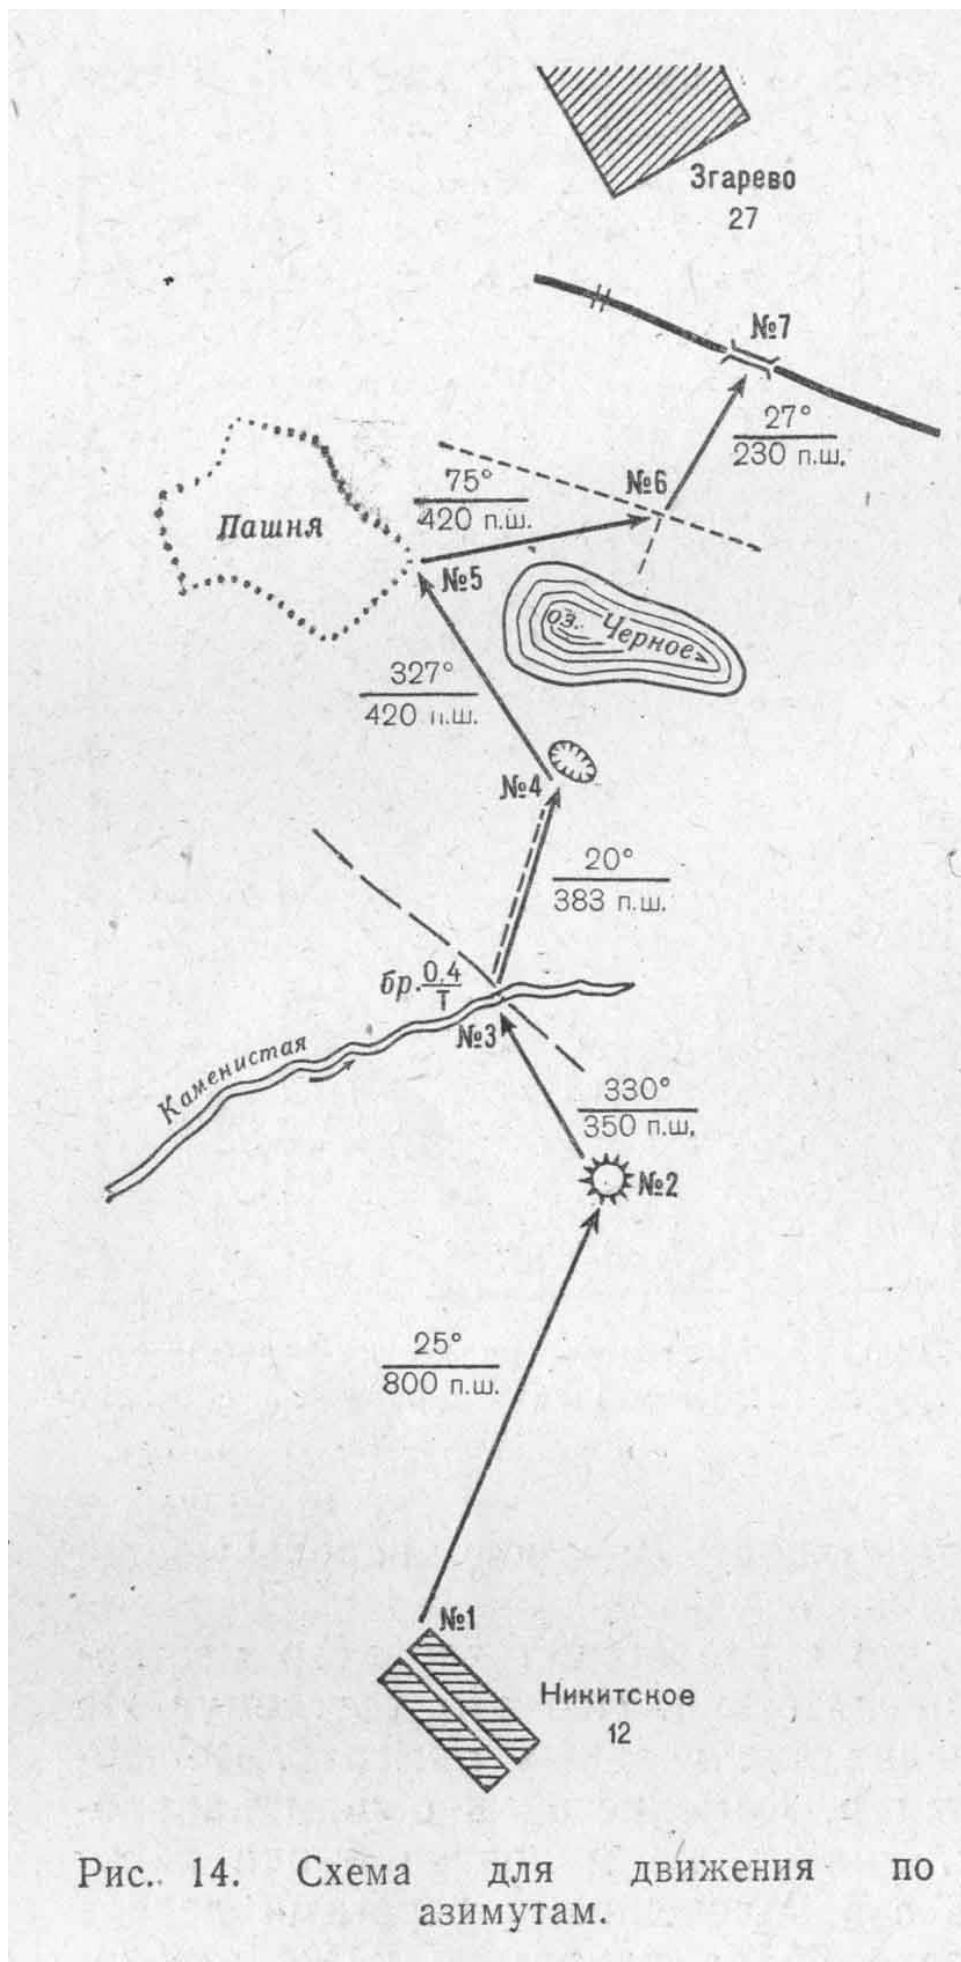 Згарево
27
№7
27°
230 п.ш.
№6
75°
420 п.ш.
Пашня
№5
оз. Черное
327°
420 п.ш.
№4
20°
383 п.ш.
бр. 0,4
Т
№3
Каменистая
330°
350 п.ш.
№2
25°
800 п.ш.
№1
Никитское
12
Рис. 14. Схема для движения по
азимутам.